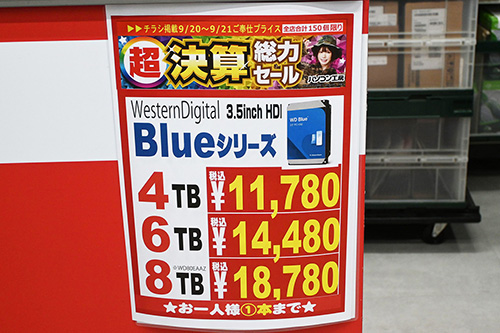 ▶▶チラシ掲載9/20～9/21ご奉仕プライス 全店合計150個限り
超決算総力セール パソコン工房
WesternDigital 3.5inch HDD
Blueシリーズ
WD Blue
4TB 税込 ¥11,780
6TB 税込 ¥14,480
※WD80EAAZ
8TB 税込 ¥18,780
★お一人様①本まで★